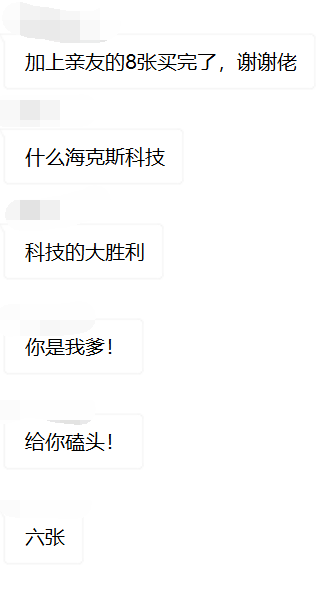 加上亲友的8张买完了，谢谢佬
什么海克斯科技
科技的大胜利
你是我爹！
给你磕头！
六张